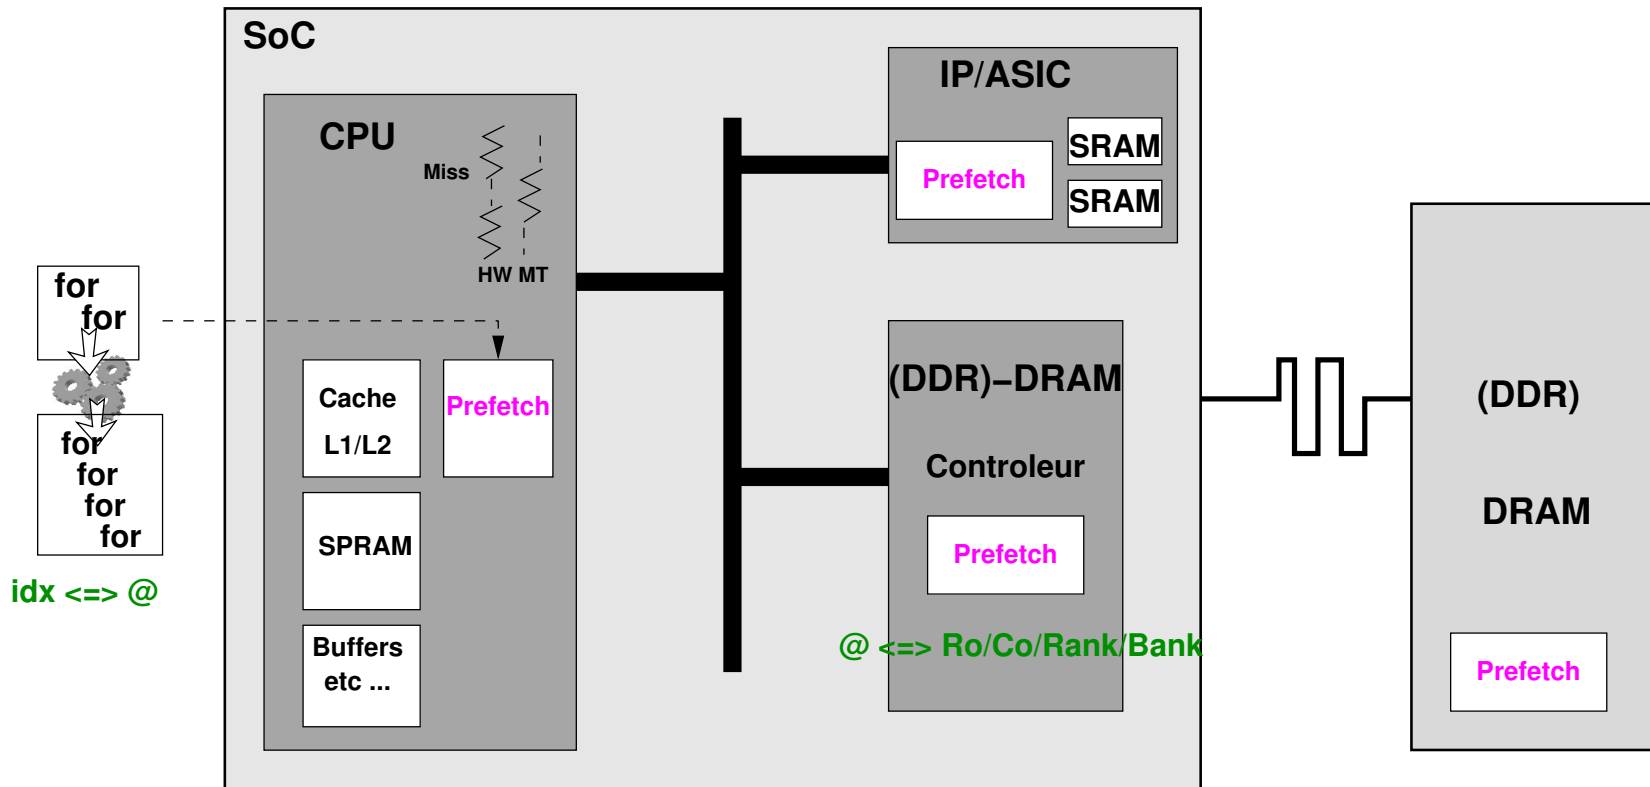 SoC
IP/ASIC
CPU
Miss
HW MT
Prefetch
SRAM
SRAM
for
for
for
for
for
for
idx <=> @
Cache
L1/L2
Prefetch
SPRAM
Buffers
etc ...
(DDR)−DRAM
Controleur
Prefetch
@ <=> Ro/Co/Rank/Bank
(DDR)
DRAM
Prefetch